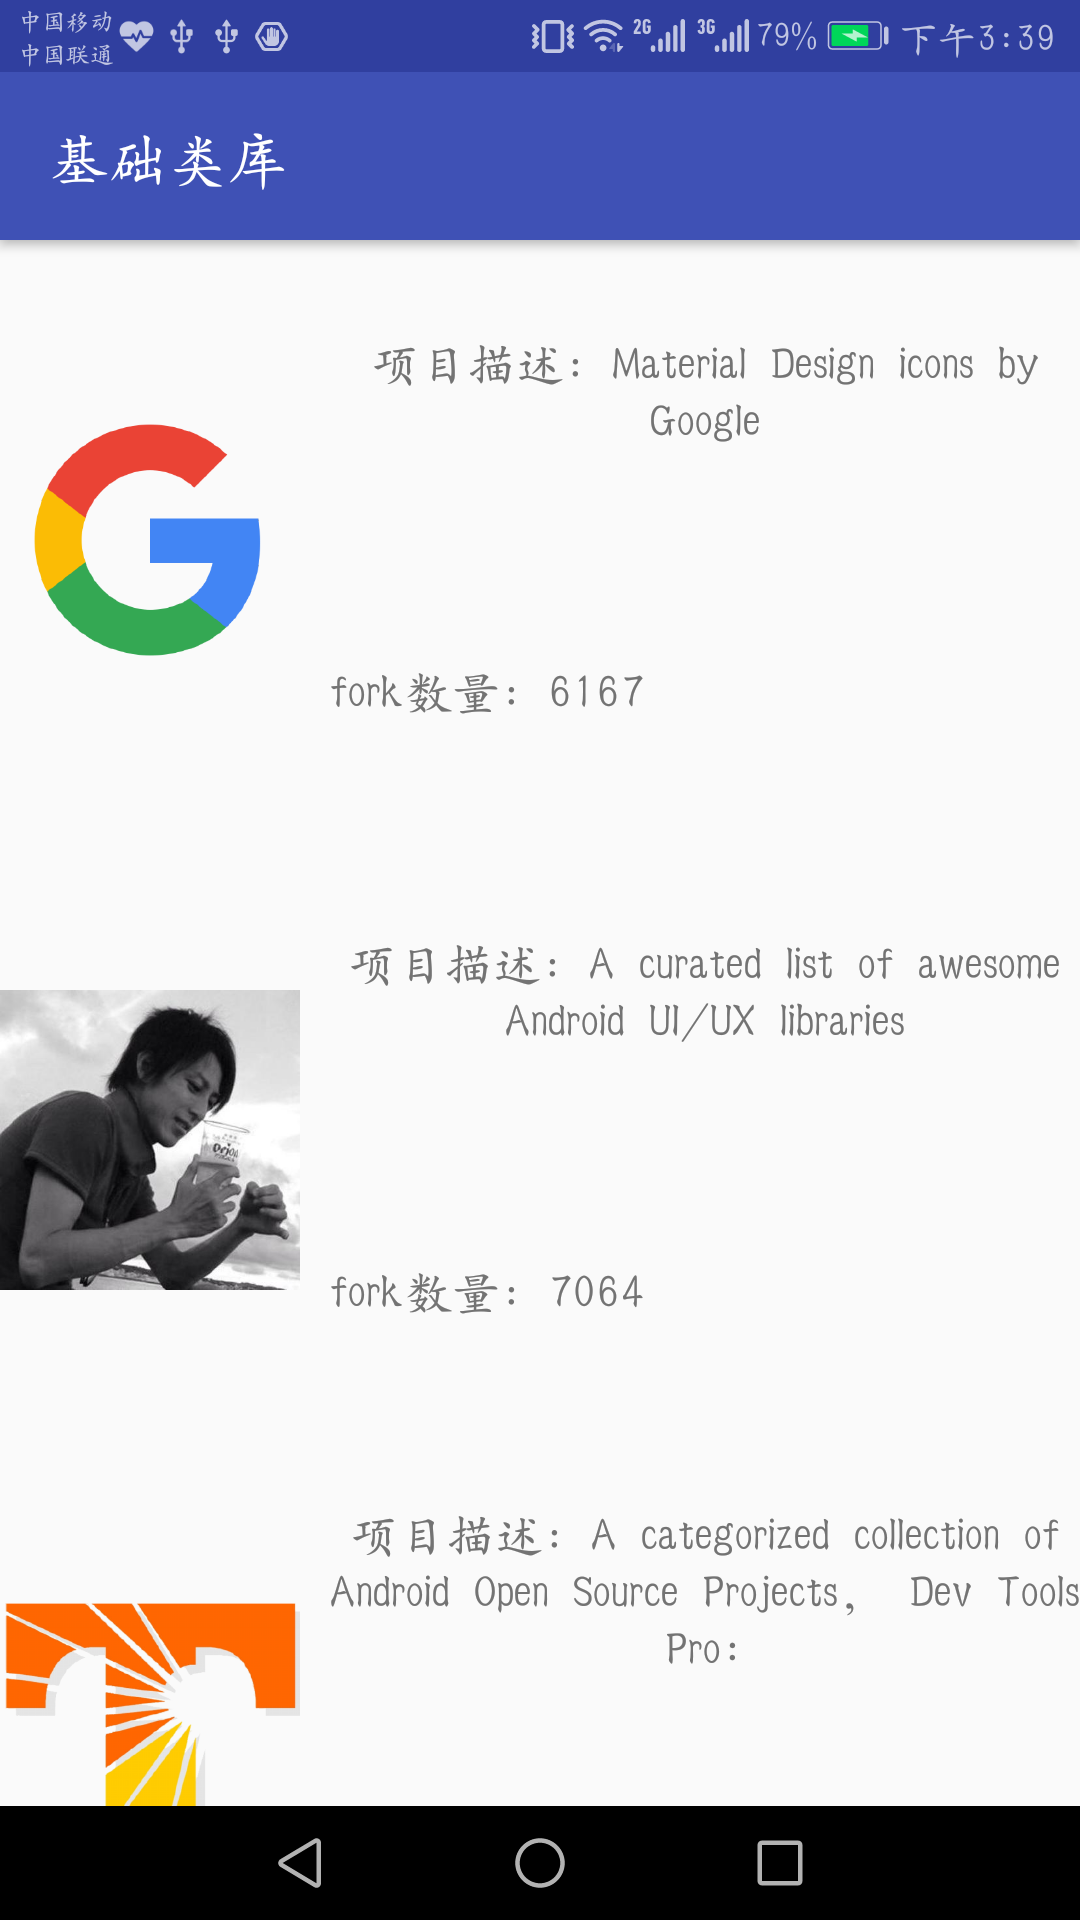 中国移动
中国联通
2G
3G
79%
下午3:39
基础类库
项目描述：Material Design icons by
Google
fork数量：6167
项目描述：A curated list of awesome
Android UI/UX libraries
fork数量：7064
项目描述：A categorized collection of
Android Open Source Projects， Dev Tools
Pro：